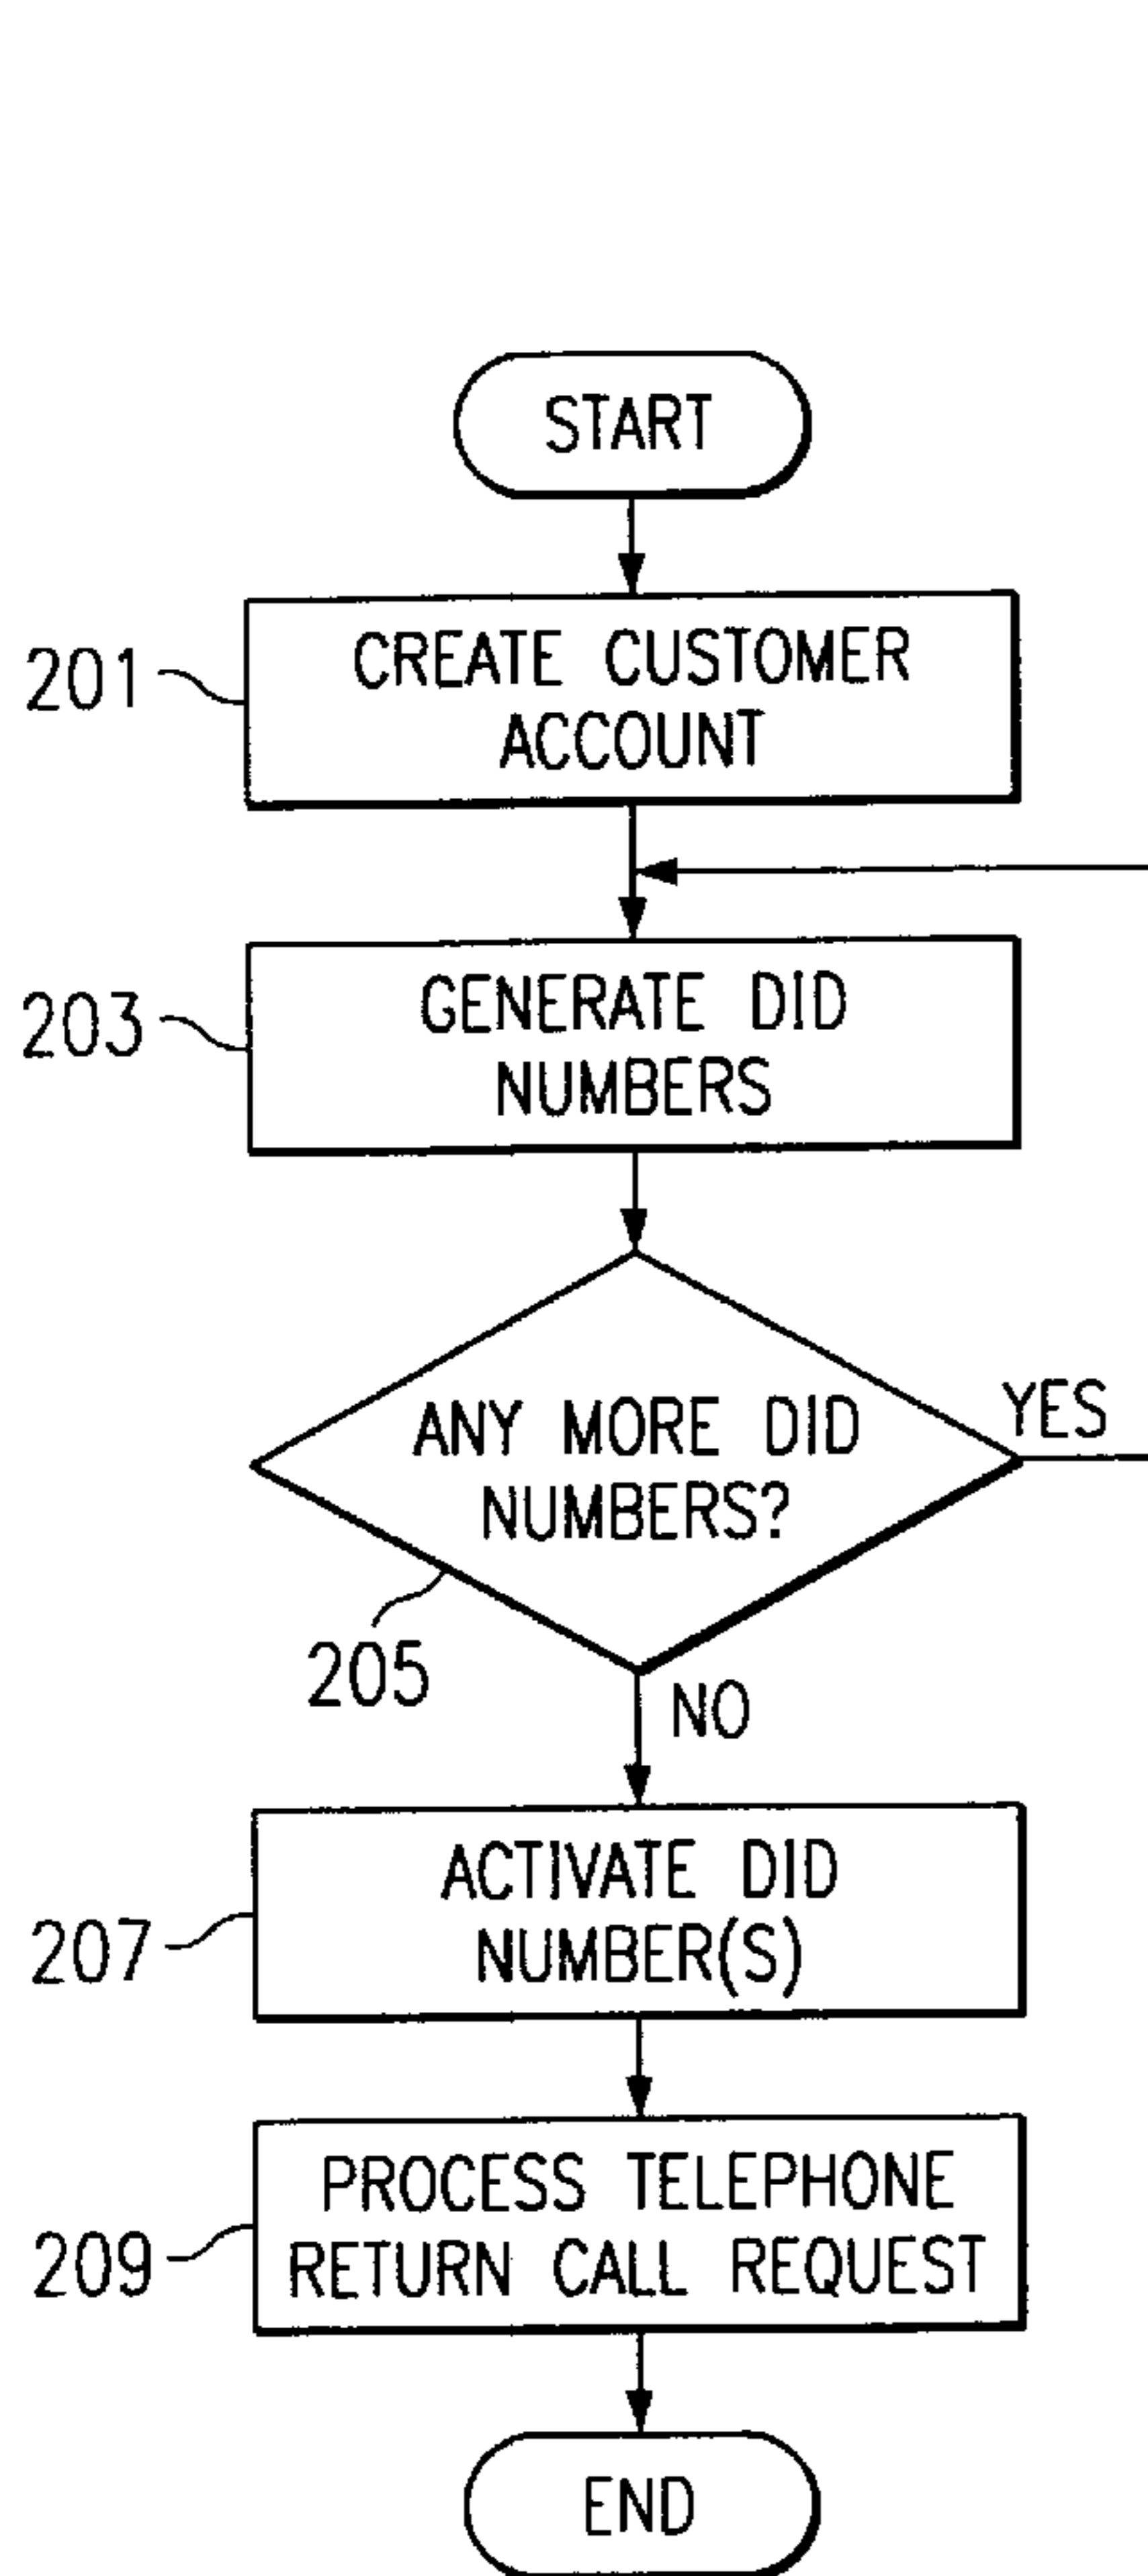 START
201
CREATE CUSTOMER
ACCOUNT
203
GENERATE DID
NUMBERS
ANY MORE DID
NUMBERS?
YES
205
NO
207
ACTIVATE DID
NUMBER(S)
209
PROCESS TELEPHONE
RETURN CALL REQUEST
END